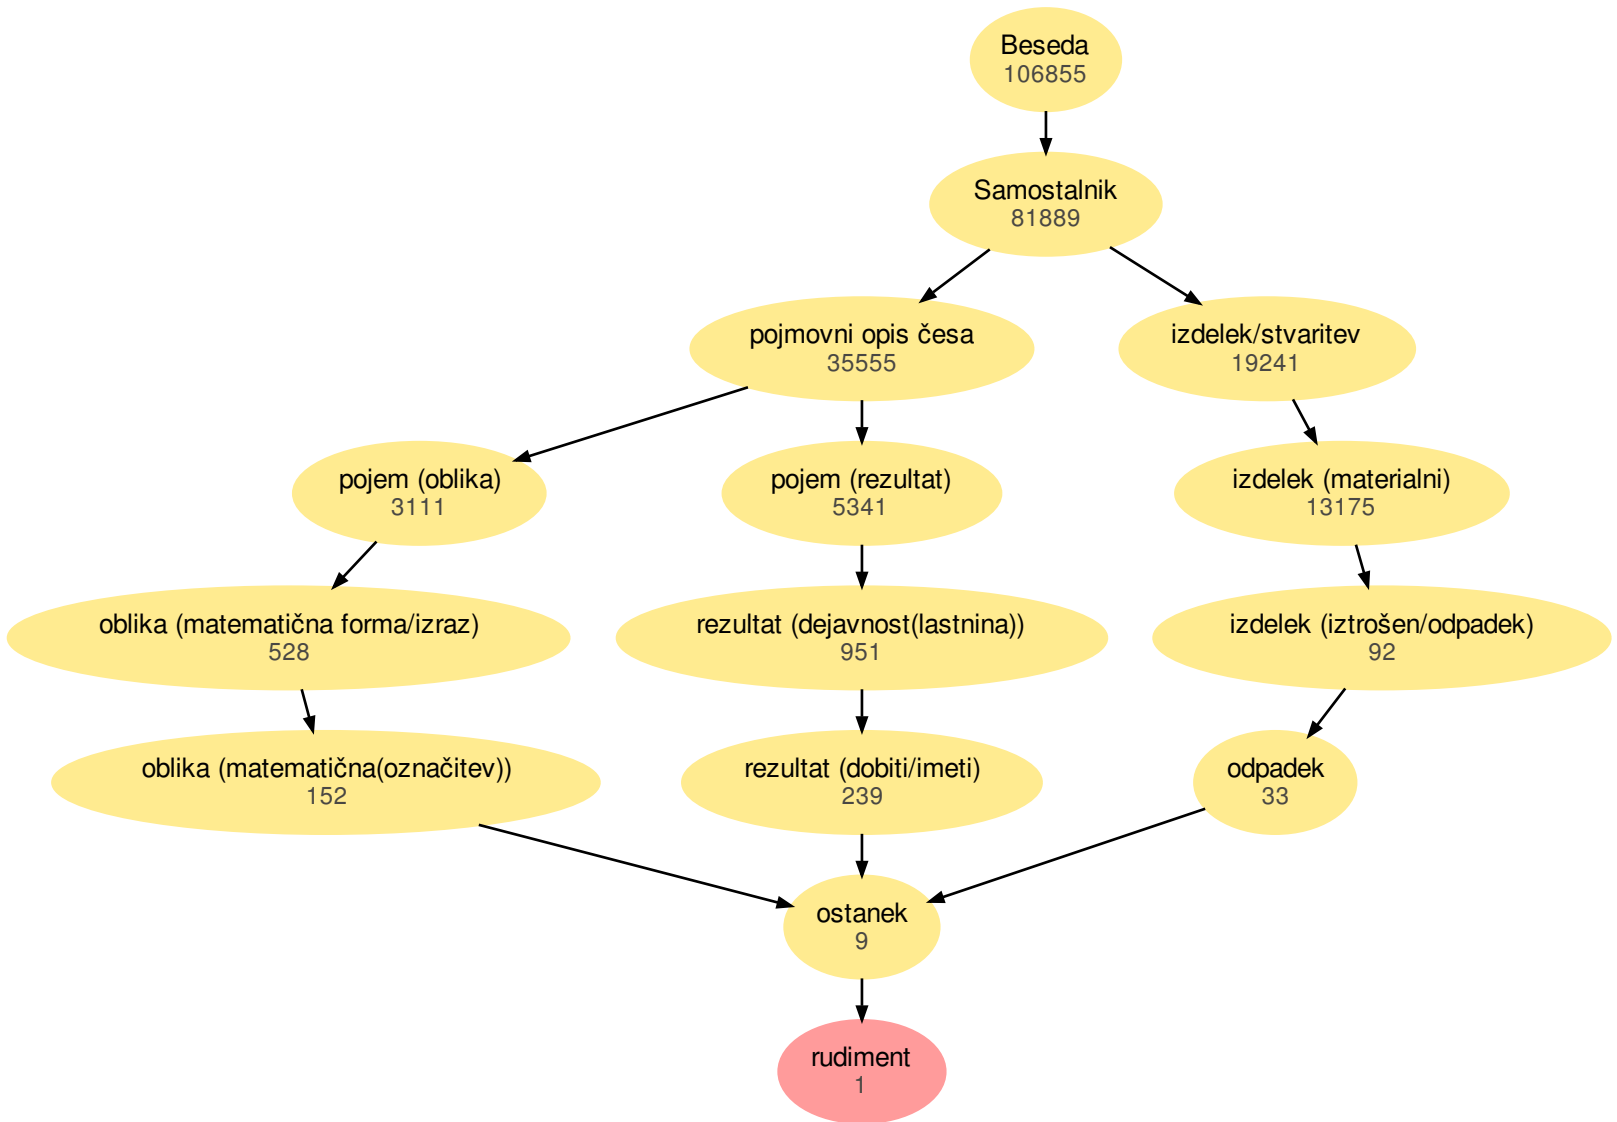 Beseda
106855
Samostalnik
81889
pojmovni opis česa
35555
izdelek/stvaritev
19241
pojem (oblika)
3111
pojem (rezultat)
5341
izdelek (materialni)
13175
oblika (matematična forma/izraz)
528
rezultat (dejavnost(lastnina))
951
izdelek (iztrošen/odpadek)
92
oblika (matematična(označitev))
152
rezultat (dobiti/imeti)
239
odpadek
33
ostanek
9
rudiment
1